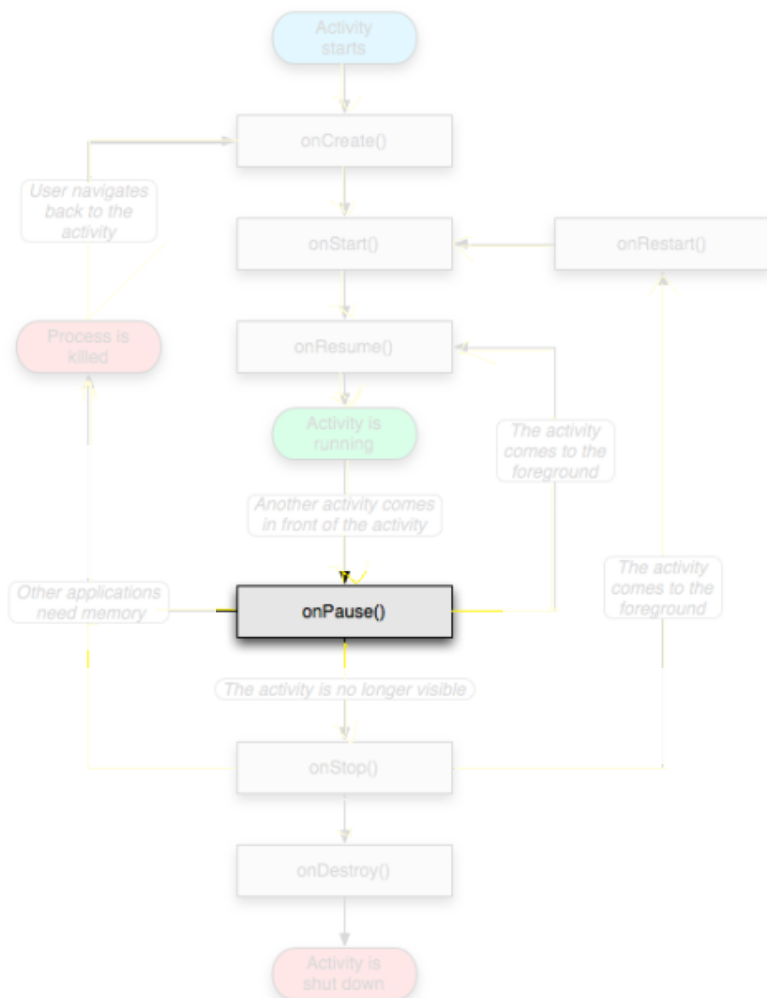 Activity
starts
onCreate()
User navigates
back to the
activity
onStart()
onRestart()
Process is
killed
onResume()
Activity is
running
The activity
comes to the
foreground
Another activity comes
in front of the activity
The activity
comes to the
foreground
Other applications
need memory
onPause()
The activity is no longer visible
onStop()
onDestroy()
Activity is
shut down